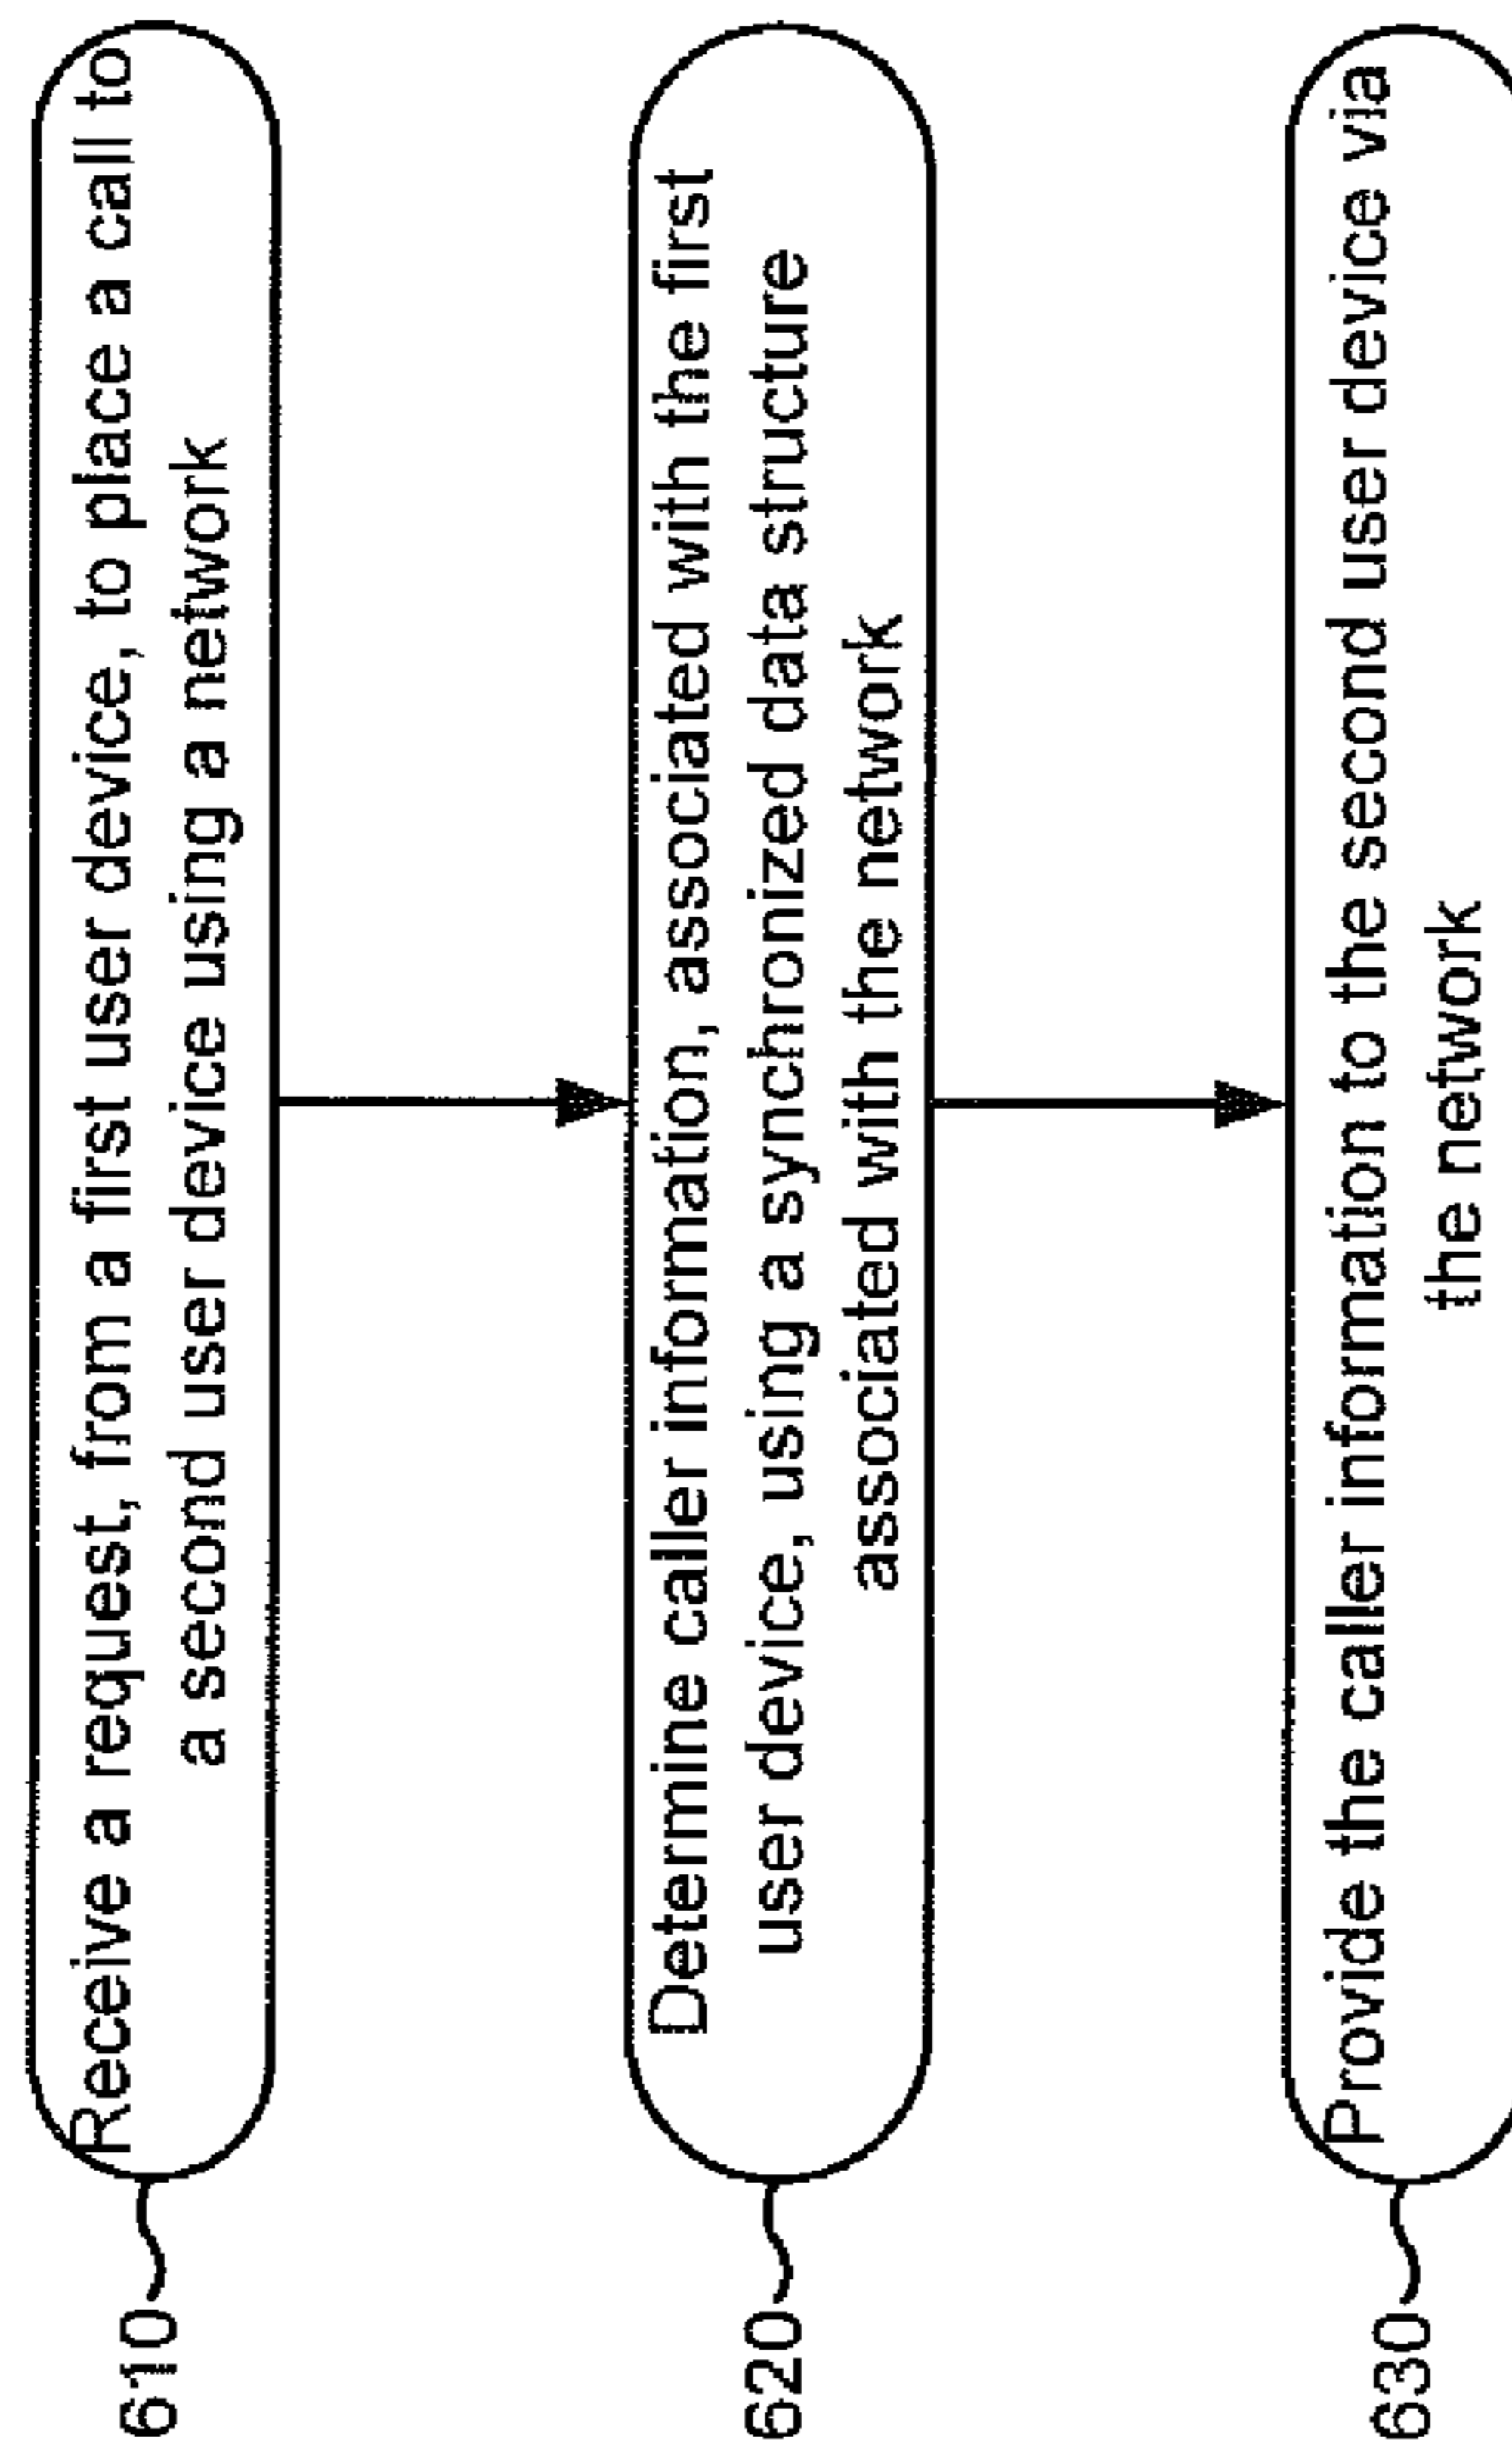 610
Receive a request, from a first user device, to place a call to
a second user device using a network
620
Determine caller information, associated with the first
user device, using a synchronized data structure
associated with the network
630
Provide the caller information to the second user device via
the network